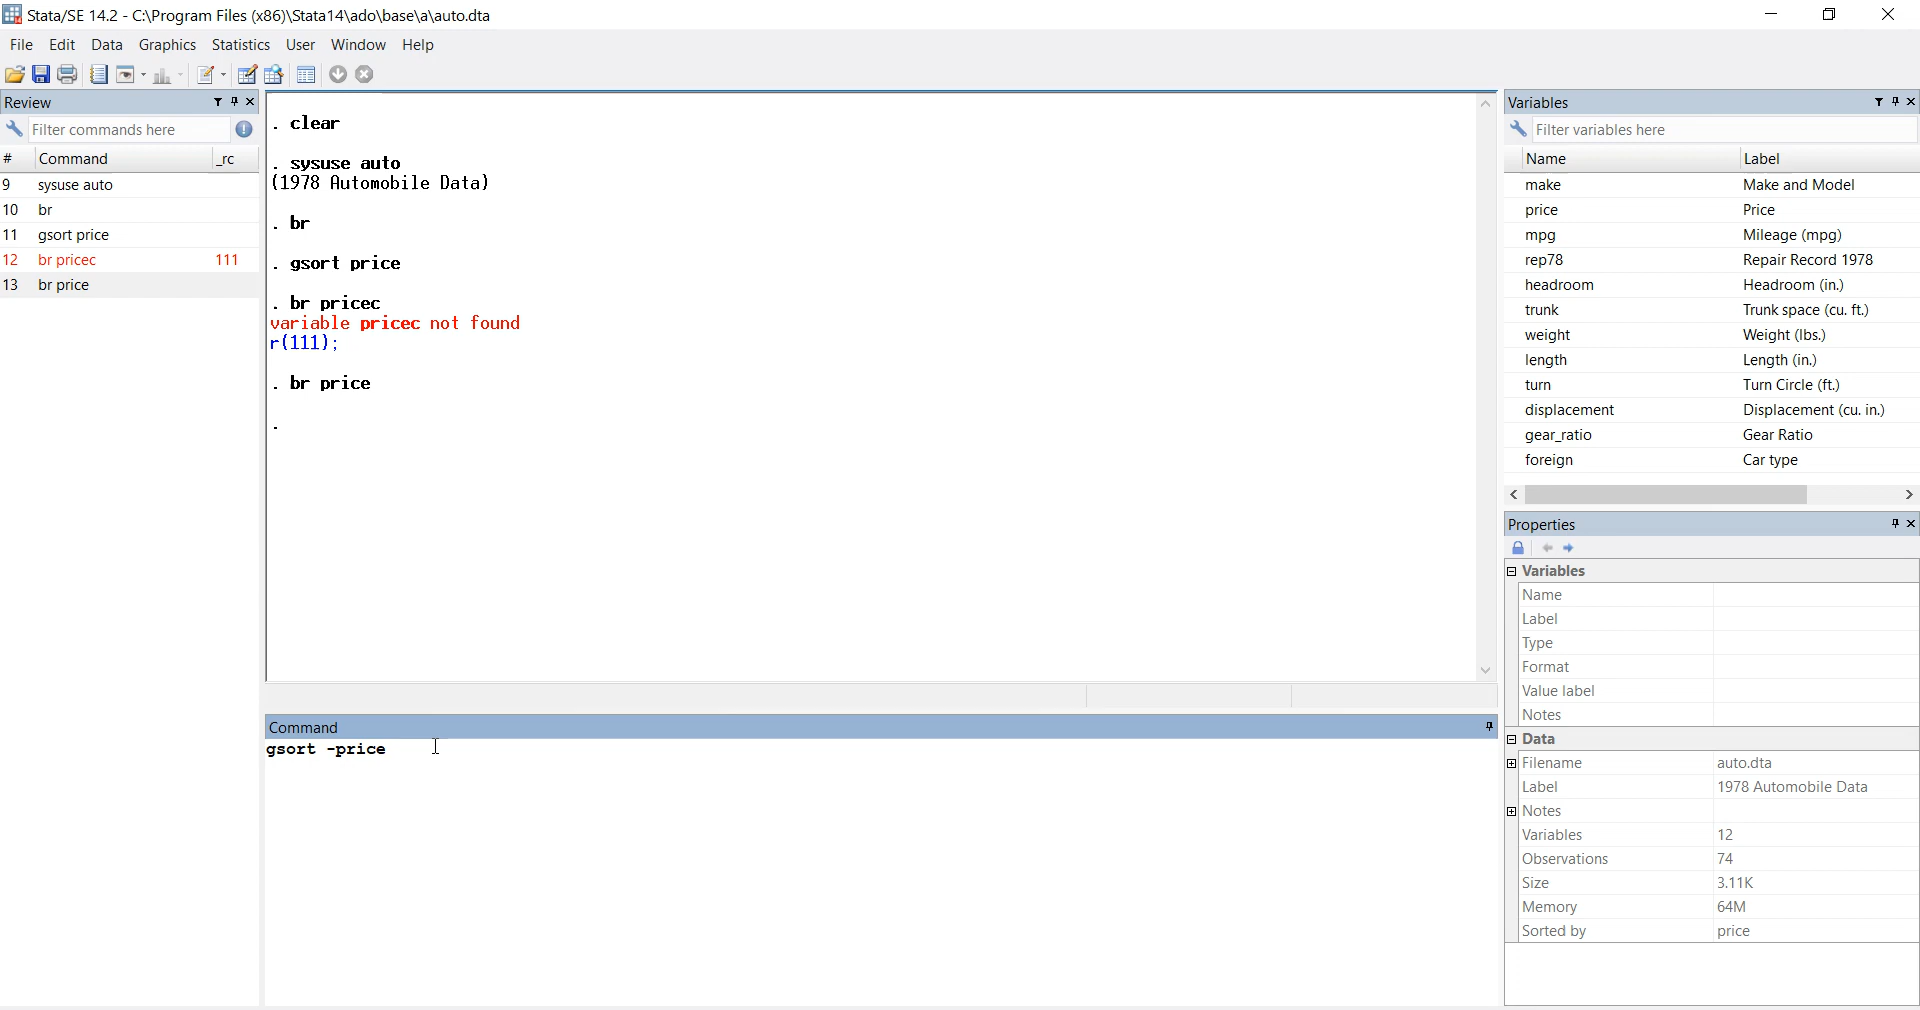 Stata/SE 14.2 - C:\Program Files (x86)\Stata14\ado\base\a\auto.dta
File Edit Data Graphics Statistics User Window Help
Review
Filter commands here
# Command _rc
9 sysuse auto
10 br
11 gsort price
12 br pricec 111
13 br price
. clear
. sysuse auto
(1978 Automobile Data)
. br
. gsort price
. br pricec
variable pricec not found
r(111);
. br price
.
Command
gsort -price
Variables
Filter variables here
Name Label
make Make and Model
price Price
mpg Mileage (mpg)
rep78 Repair Record 1978
headroom Headroom (in.)
trunk Trunk space (cu. ft.)
weight Weight (lbs.)
length Length (in.)
turn Turn Circle (ft.)
displacement Displacement (cu. in.)
gear_ratio Gear Ratio
foreign Car type
Properties
Variables
Name
Label
Type
Format
Value label
Notes
Data
Filename auto.dta
Label 1978 Automobile Data
Notes
Variables 12
Observations 74
Size 3.11K
Memory 64M
Sorted by price